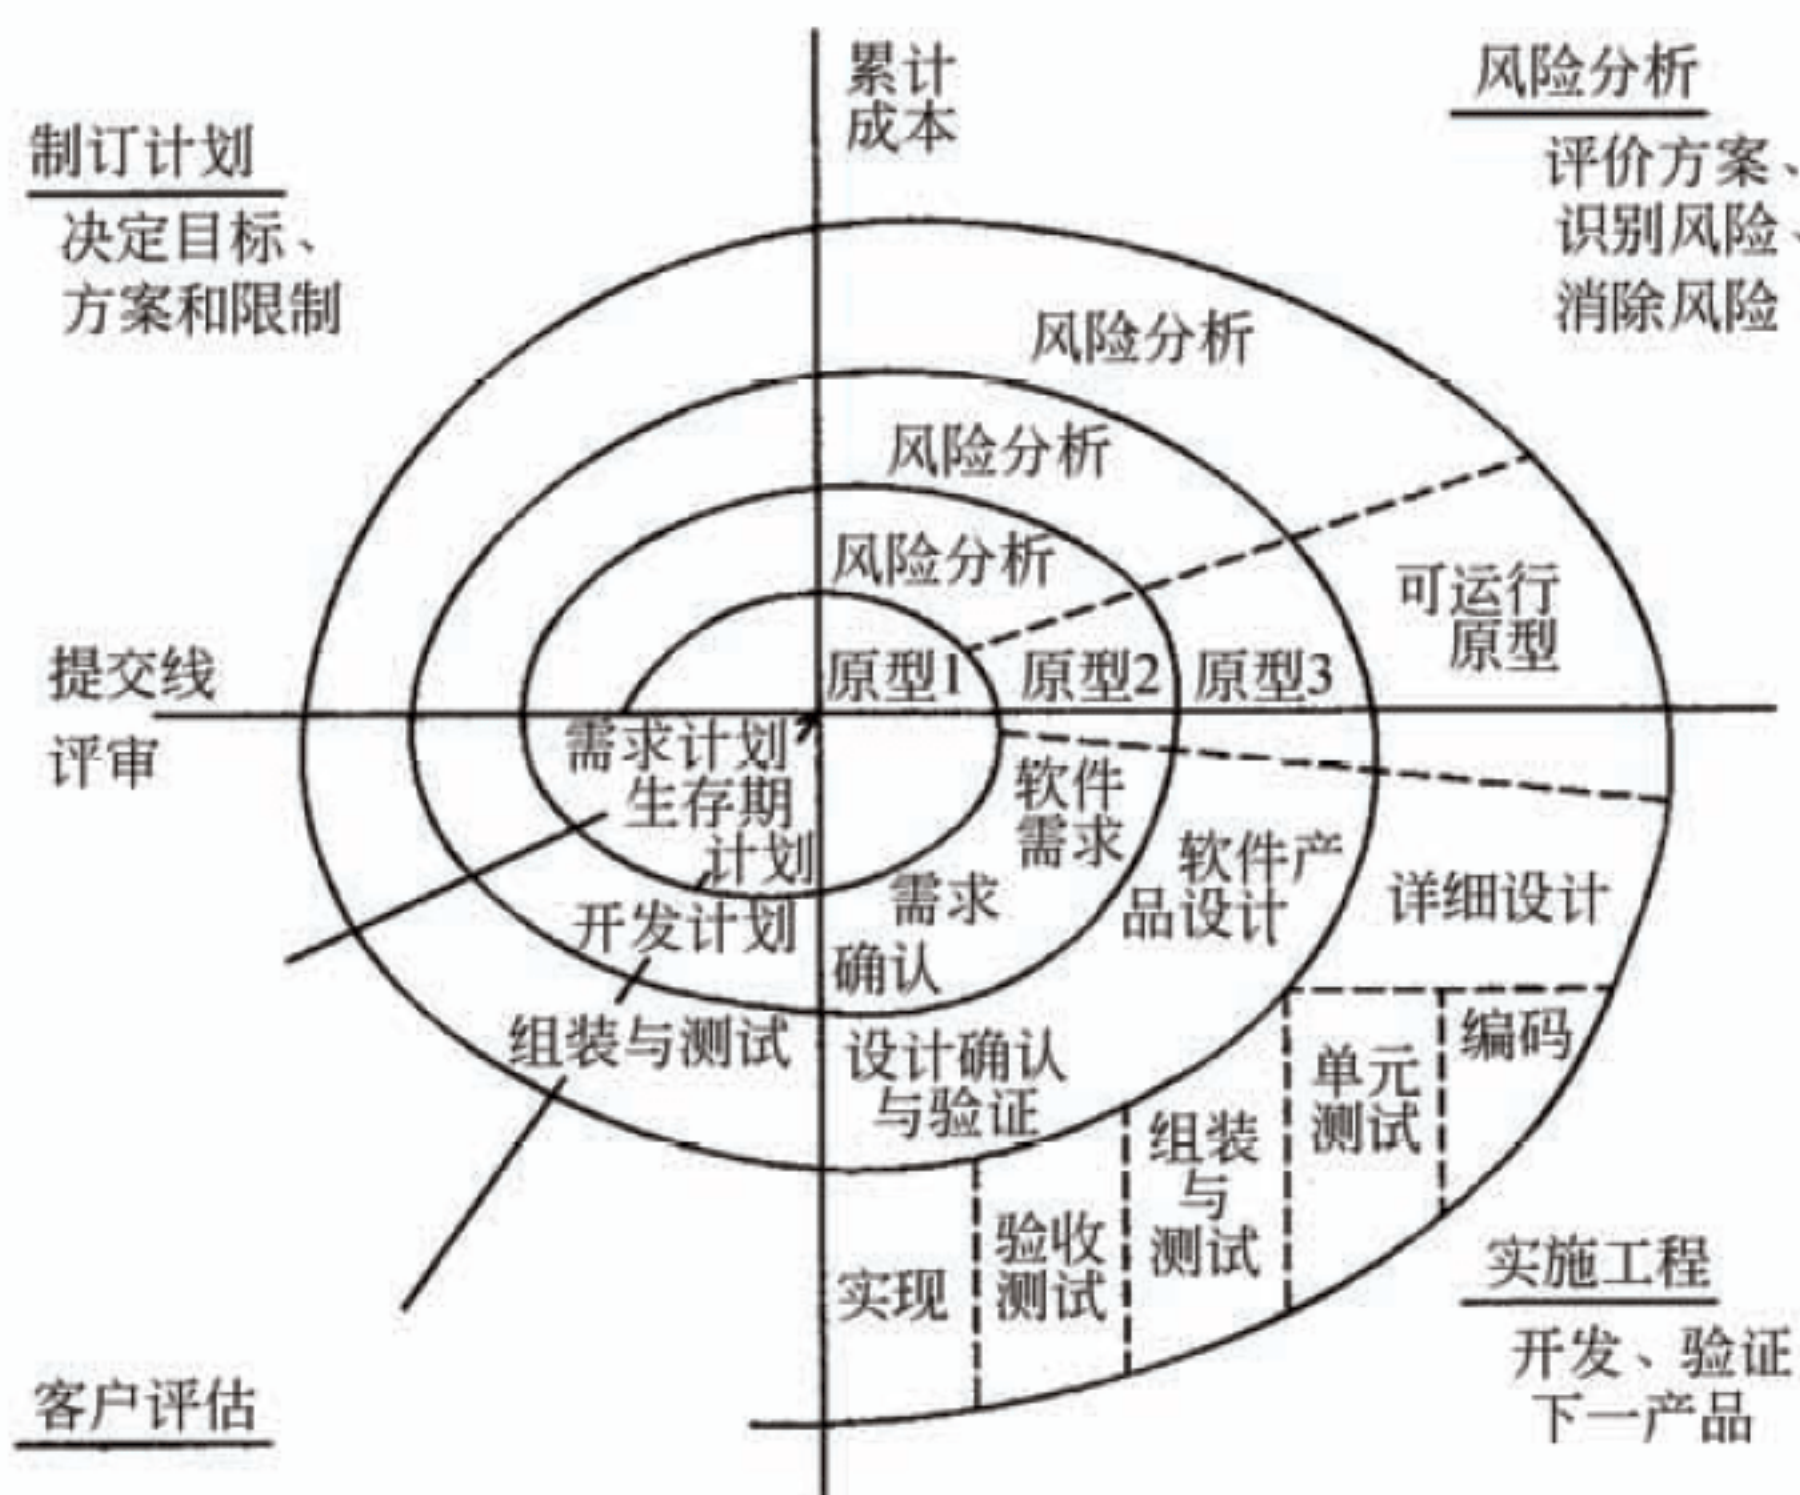 累计
成本
风险分析
制订计划
评价方案、
识别风险、
消除风险
决定目标、
方案和限制
风险分析
风险分析
风险分析
可运行
原型
提交线
原型1
原型2
原型3
评审
需求计划
生存期
计划
软件
需求
软件产
品设计
详细设计
开发计划
需求
确认
组装与测试
设计确认
与验证
编码
单元
测试
组装
与
测试
验收
测试
实现
实施工程
开发、验证
下一产品
客户评估